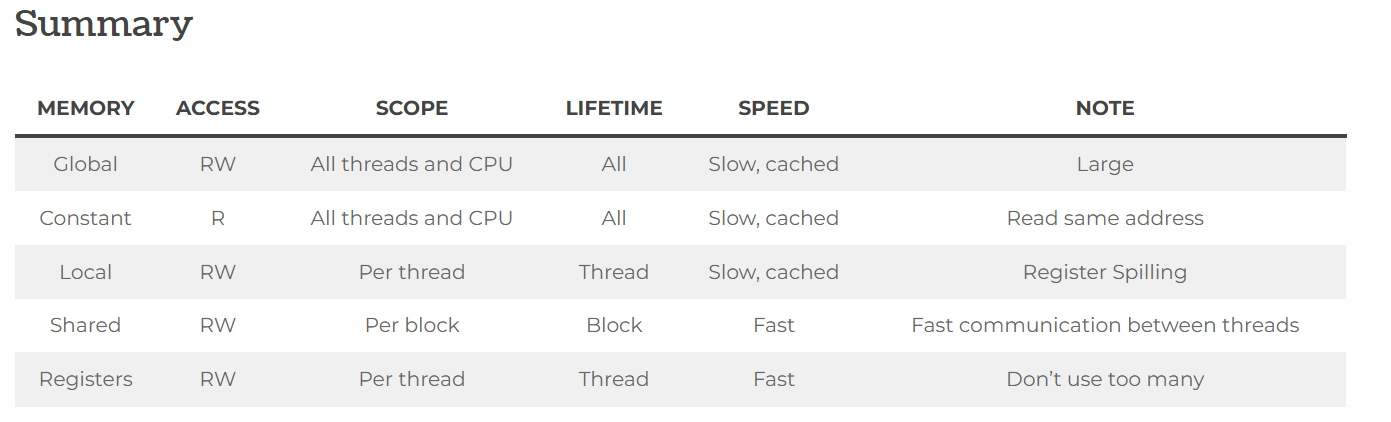 Summary
MEMORY ACCESS SCOPE LIFETIME SPEED NOTE
Global RW All threads and CPU All Slow, cached Large
Constant R All threads and CPU All Slow, cached Read same address
Local RW Per thread Thread Slow, cached Register Spilling
Shared RW Per block Block Fast Fast communication between threads
Registers RW Per thread Thread Fast Don’t use too many